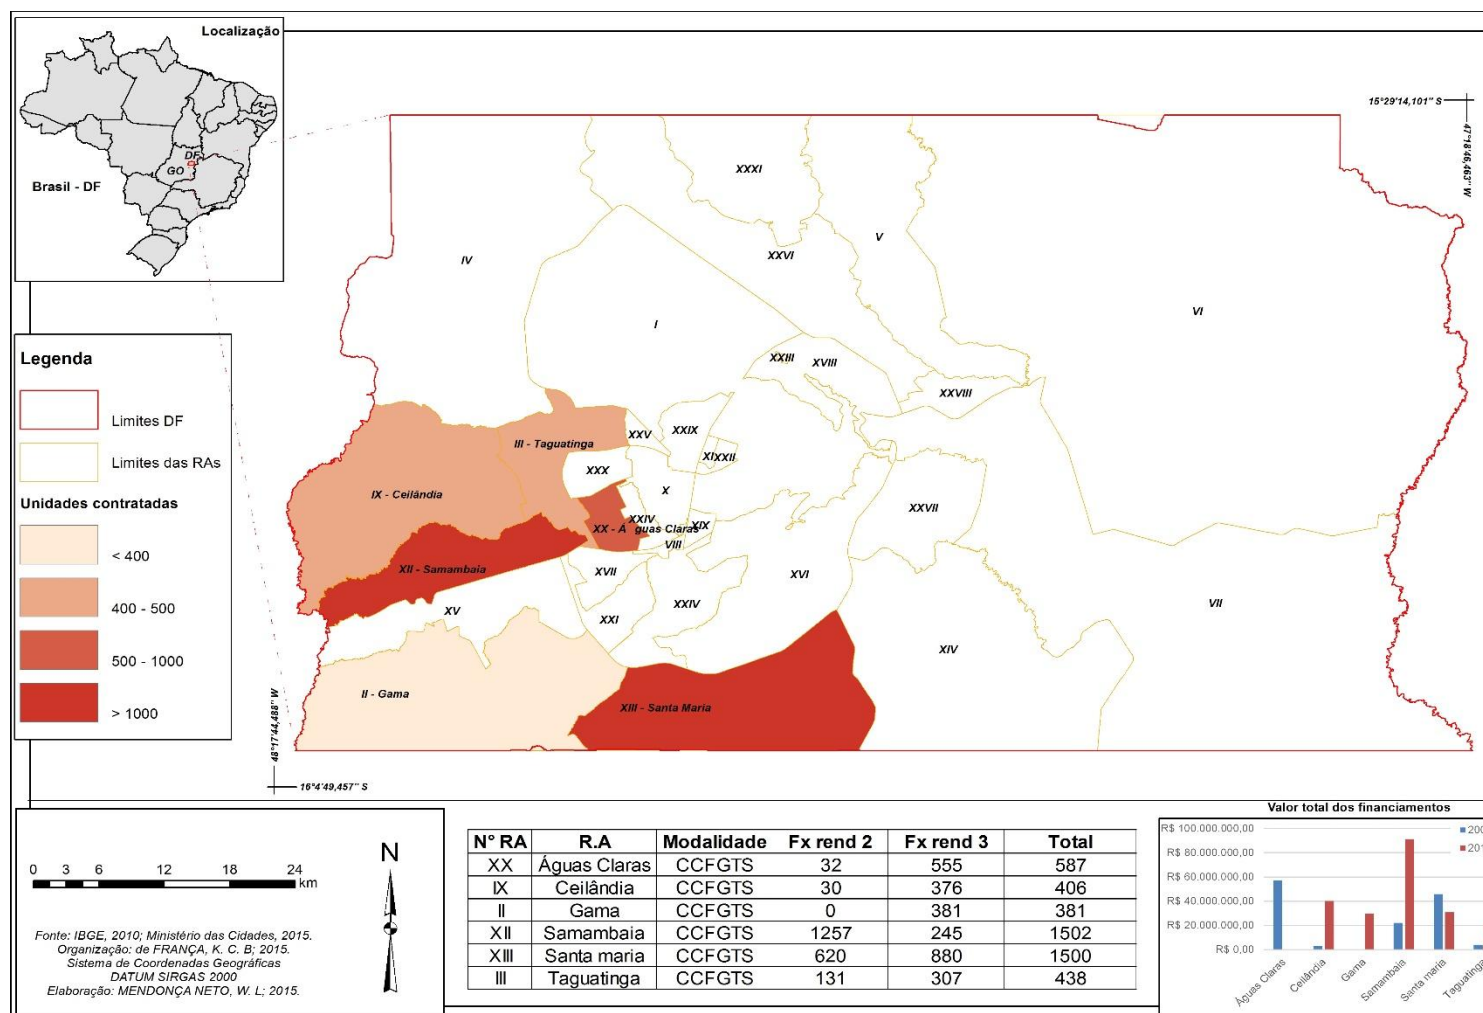 Localização
DF
GO
Brasil - DF
15°29'14,101" S
47°18'46,463" W
XXXI
V
IV
XXVI
VI
I
XXIII
XVIII
XXVIII
Legenda
Limites DF
Limites das RAs
Unidades contratadas
< 400
400 - 500
500 - 1000
> 1000
XXV
XXIX
III - Taguatinga
XI
XXII
XXX
IX - Ceilândia
X
XXVII
XXIV
XIX
XX - Á guas Claras
VIII
XII - Samambaia
XVII
XVI
XV
XXIV
VII
XXI
XIV
II - Gama
XIII - Santa Maria
48°17'44,488" W
16°4'49,457" S
0 3 6 12 18 24
km
N
Fonte: IBGE, 2010; Ministério das Cidades, 2015.
Organização: de FRANÇA, K. C. B; 2015.
Sistema de Coordenadas Geográficas
DATUM SIRGAS 2000
Elaboração: MENDONÇA NETO, W. L; 2015.
N° RA R.A Modalidade Fx rend 2 Fx rend 3 Total
XX Águas Claras CCFGTS 32 555 587
IX Ceilândia CCFGTS 30 376 406
II Gama CCFGTS 0 381 381
XII Samambaia CCFGTS 1257 245 1502
XIII Santa maria CCFGTS 620 880 1500
III Taguatinga CCFGTS 131 307 438
Valor total dos financiamentos
R$ 100.000.000,00
R$ 80.000.000,00
R$ 60.000.000,00
R$ 40.000.000,00
R$ 20.000.000,00
R$ 0,00
Águas Claras
Ceilândia
Gama
Samambaia
Santa maria
Taguatinga